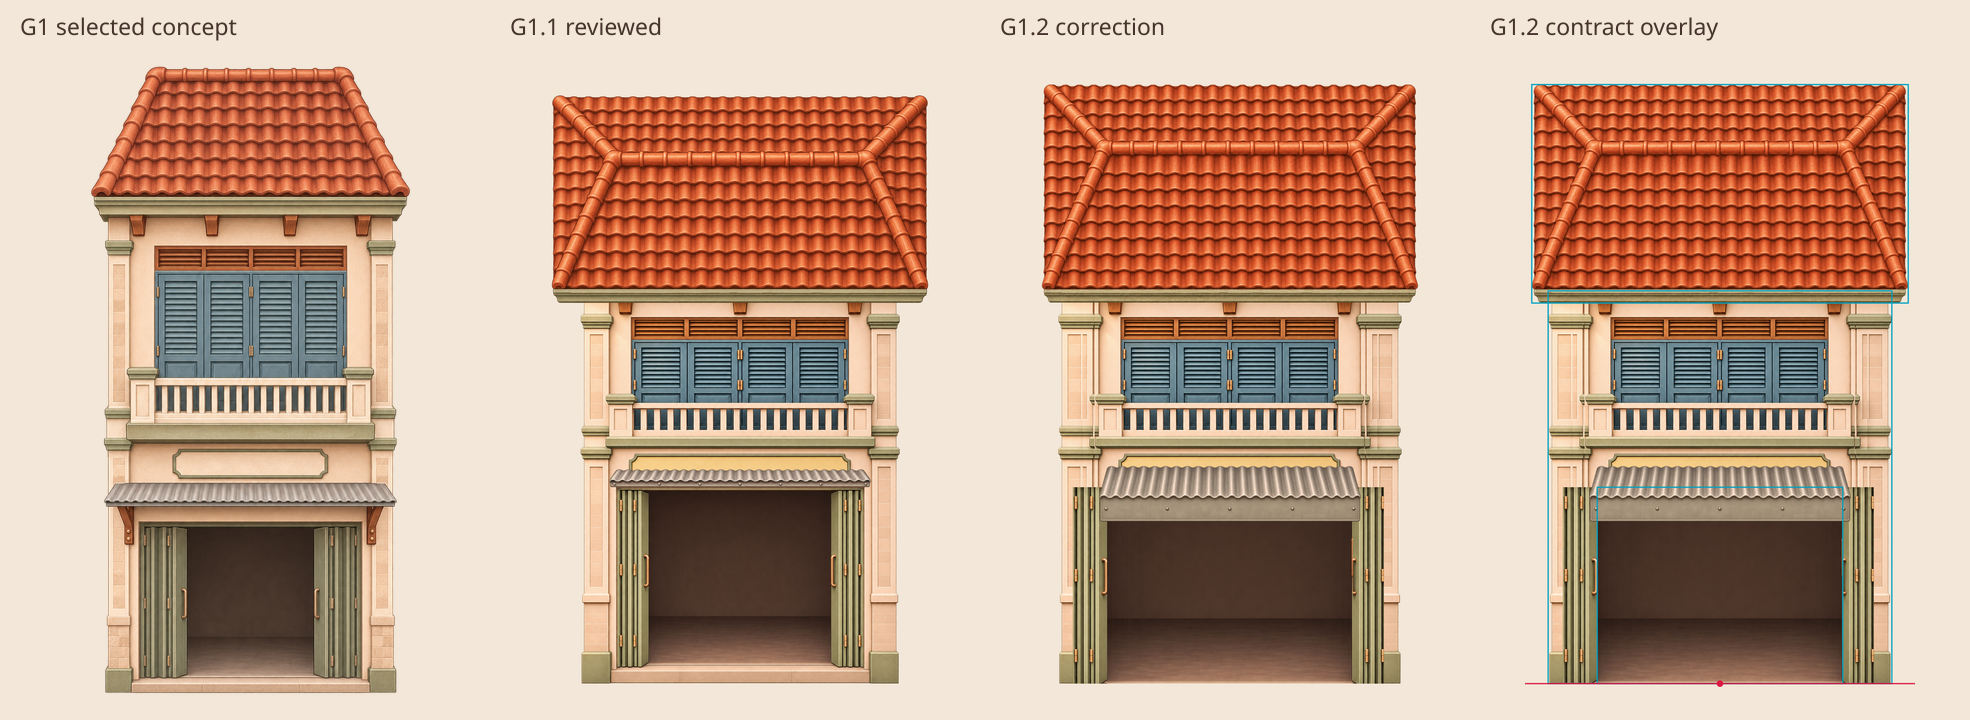 G1 selected concept
G1.1 reviewed
G1.2 correction
G1.2 contract overlay